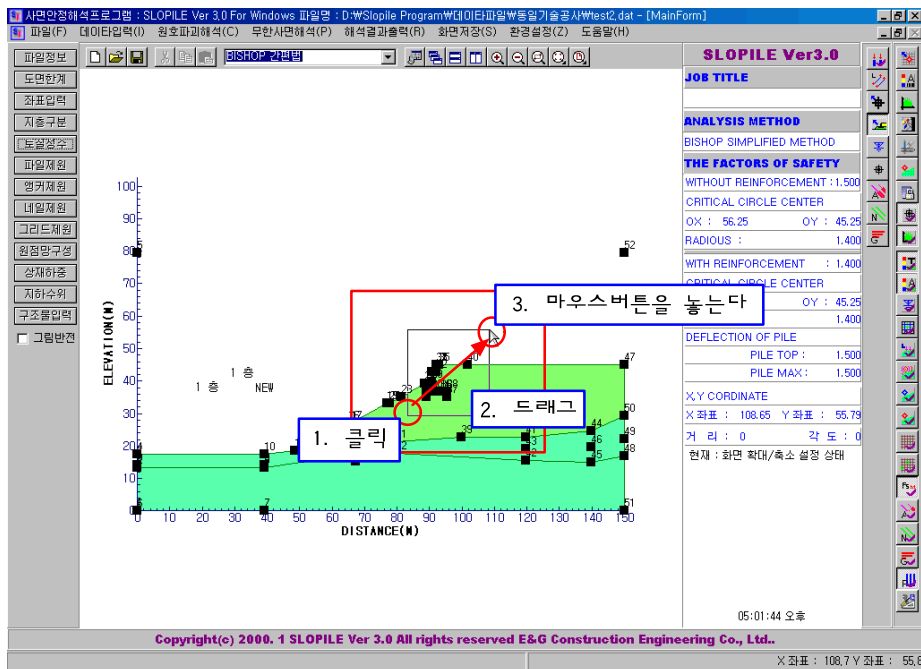 사면안정해석프로그램 : SLOPILE Ver 3.0 For Windows 파일명 : D:₩Slopile Program₩데이타파일₩동일기술공사₩test2.dat - [MainForm]
파일(F) 데이타입력(I) 원호파괴해석(C) 무한사면해석(P) 해석결과출력(R) 화면저장(S) 환경설정(Z) 도움말(H)
BISHOP 간편법
파일정보
도면한계
좌표입력
지층구분
토질성소
파일제원
앵커제원
네일제원
그리드제원
원점망구성
상재하중
지하수위
구조물입력
그림반전
SLOPILE Ver3.0
JOB TITLE
ANALYSIS METHOD
BISHOP SIMPLIFIED METHOD
THE FACTORS OF SAFETY
WITHOUT REINFORCEMENT : 1.500
CRITICAL CIRCLE CENTER
OX : 56.25 OY : 45.25
RADIOUS : 1.400
WITH REINFORCEMENT : 1.400
CRITICAL CIRCLE CENTER
OY : 45.25
1.400
DEFLECTION OF PILE
PILE TOP : 1.500
PILE MAX : 1.500
X,Y CORDINATE
X 좌표 : 108.65 Y 좌표 : 55.79
거 리 : 0 각 도 : 0
현재 : 화면 확대/축소 설정 상태
05:01:44 오후
ELEVATION(M)
100
90
80
70
60
50
40
30
20
10
0 10 20 30 40 50 60 70 80 90 100 110 120 130 140 150
DISTANCE(M)
52
47
50
44
49
46
48
51
39
10
7
1 층
1 층 NEW
1. 클릭
2. 드래그
3. 마우스버튼을 놓는다
Copyright(c) 2000. 1 SLOPILE Ver 3.0 All rights reserved E&G Construction Engineering Co., Ltd..
X 좌표 : 108,7 Y 좌표 : 55,8